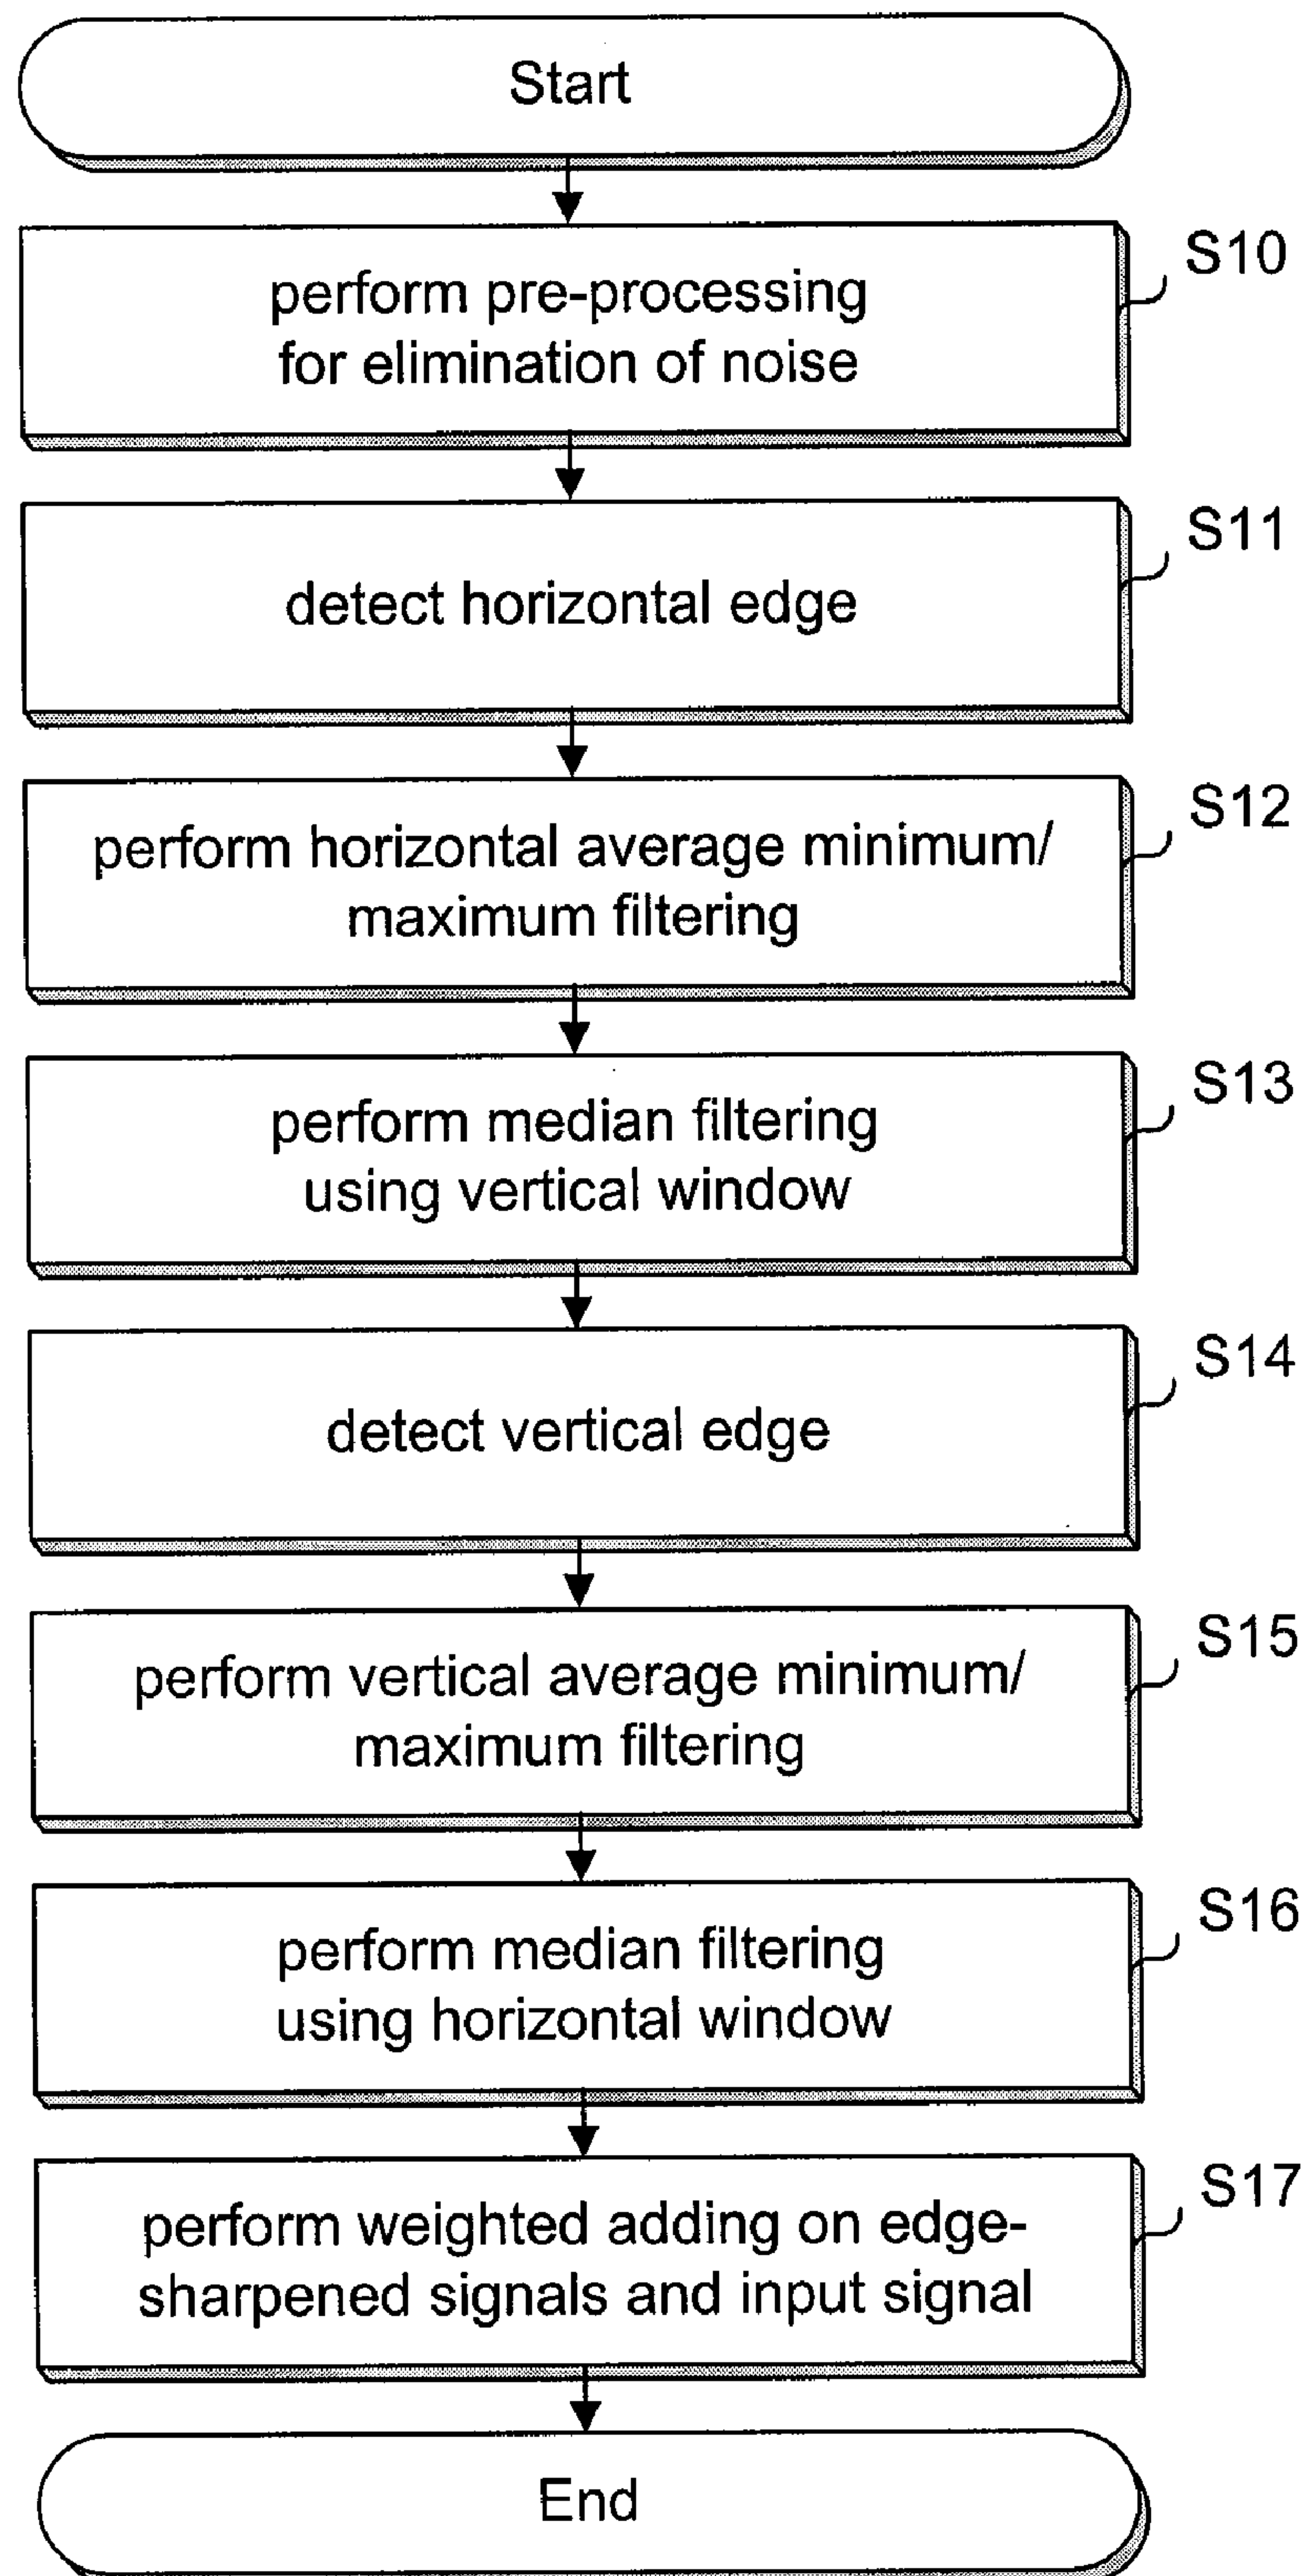 Start
S10
perform pre-processing
for elimination of noise
S11
detect horizontal edge
S12
perform horizontal average minimum/
maximum filtering
S13
perform median filtering
using vertical window
S14
detect vertical edge
S15
perform vertical average minimum/
maximum filtering
S16
perform median filtering
using horizontal window
S17
perform weighted adding on edge-
sharpened signals and input signal
End